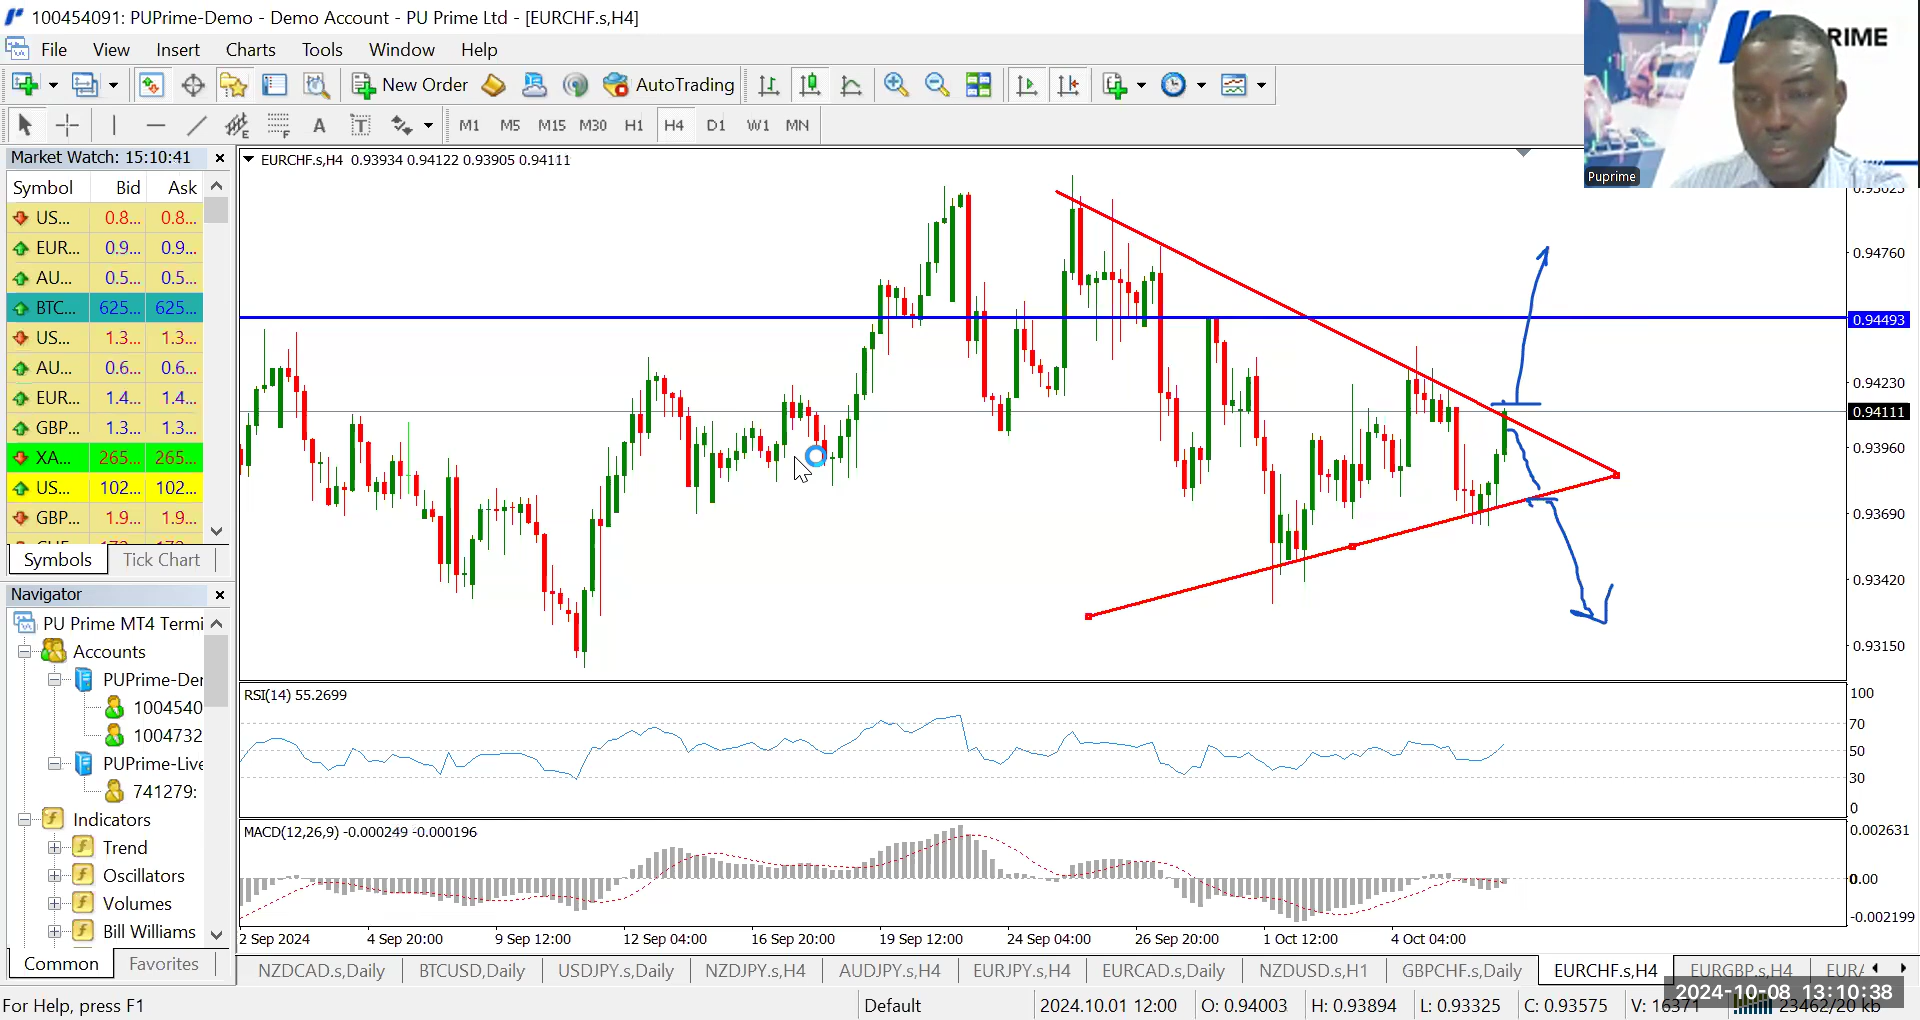 100454091: PUPrime-Demo - Demo Account - PU Prime Ltd - [EURCHF.s,H4]
File View Insert Charts Tools Window Help
New Order AutoTrading
A T M1 M5 M15 M30 H1 H4 D1 W1 MN
PRIME
Puprime
Market Watch: 15:10:41
Symbol Bid Ask
US... 0.8... 0.8...
EUR... 0.9... 0.9...
AU... 0.5... 0.5...
BTC... 625... 625...
US... 1.3... 1.3...
AU... 0.6... 0.6...
EUR... 1.4... 1.4...
GBP... 1.3... 1.3...
XA... 265... 265...
US... 102... 102...
GBP... 1.9... 1.9...
Symbols Tick Chart
Navigator
PU Prime MT4 Termi
Accounts
PUPrime-Der
1004540
1004732
PUPrime-Live
741279:
Indicators
Trend
Oscillators
Volumes
Bill Williams
Common Favorites
EURCHF.s,H4 0.93934 0.94122 0.93905 0.94111
0.94760
0.94493
0.94230
0.94111
0.93960
0.93690
0.93420
0.93150
RSI(14) 55.2699
100
70
50
30
0
MACD(12,26,9) -0.000249 -0.000196
0.002631
0.00
-0.002199
2 Sep 2024 4 Sep 20:00 9 Sep 12:00 12 Sep 04:00 16 Sep 20:00 19 Sep 12:00 24 Sep 04:00 26 Sep 20:00 1 Oct 12:00 4 Oct 04:00
NZDCAD.s,Daily BTCUSD,Daily USDJPY.s,Daily NZDJPY.s,H4 AUDJPY.s,H4 EURJPY.s,H4 EURCAD.s,Daily NZDUSD.s,H1 GBPCHF.s,Daily EURCHF.s,H4 EURGBP.s,H4 EURA
For Help, press F1 Default 2024.10.01 12:00 O: 0.94003 H: 0.93894 L: 0.93325 C: 0.93575 V: 16371 23462/20 kb
2024-10-08 13:10:38